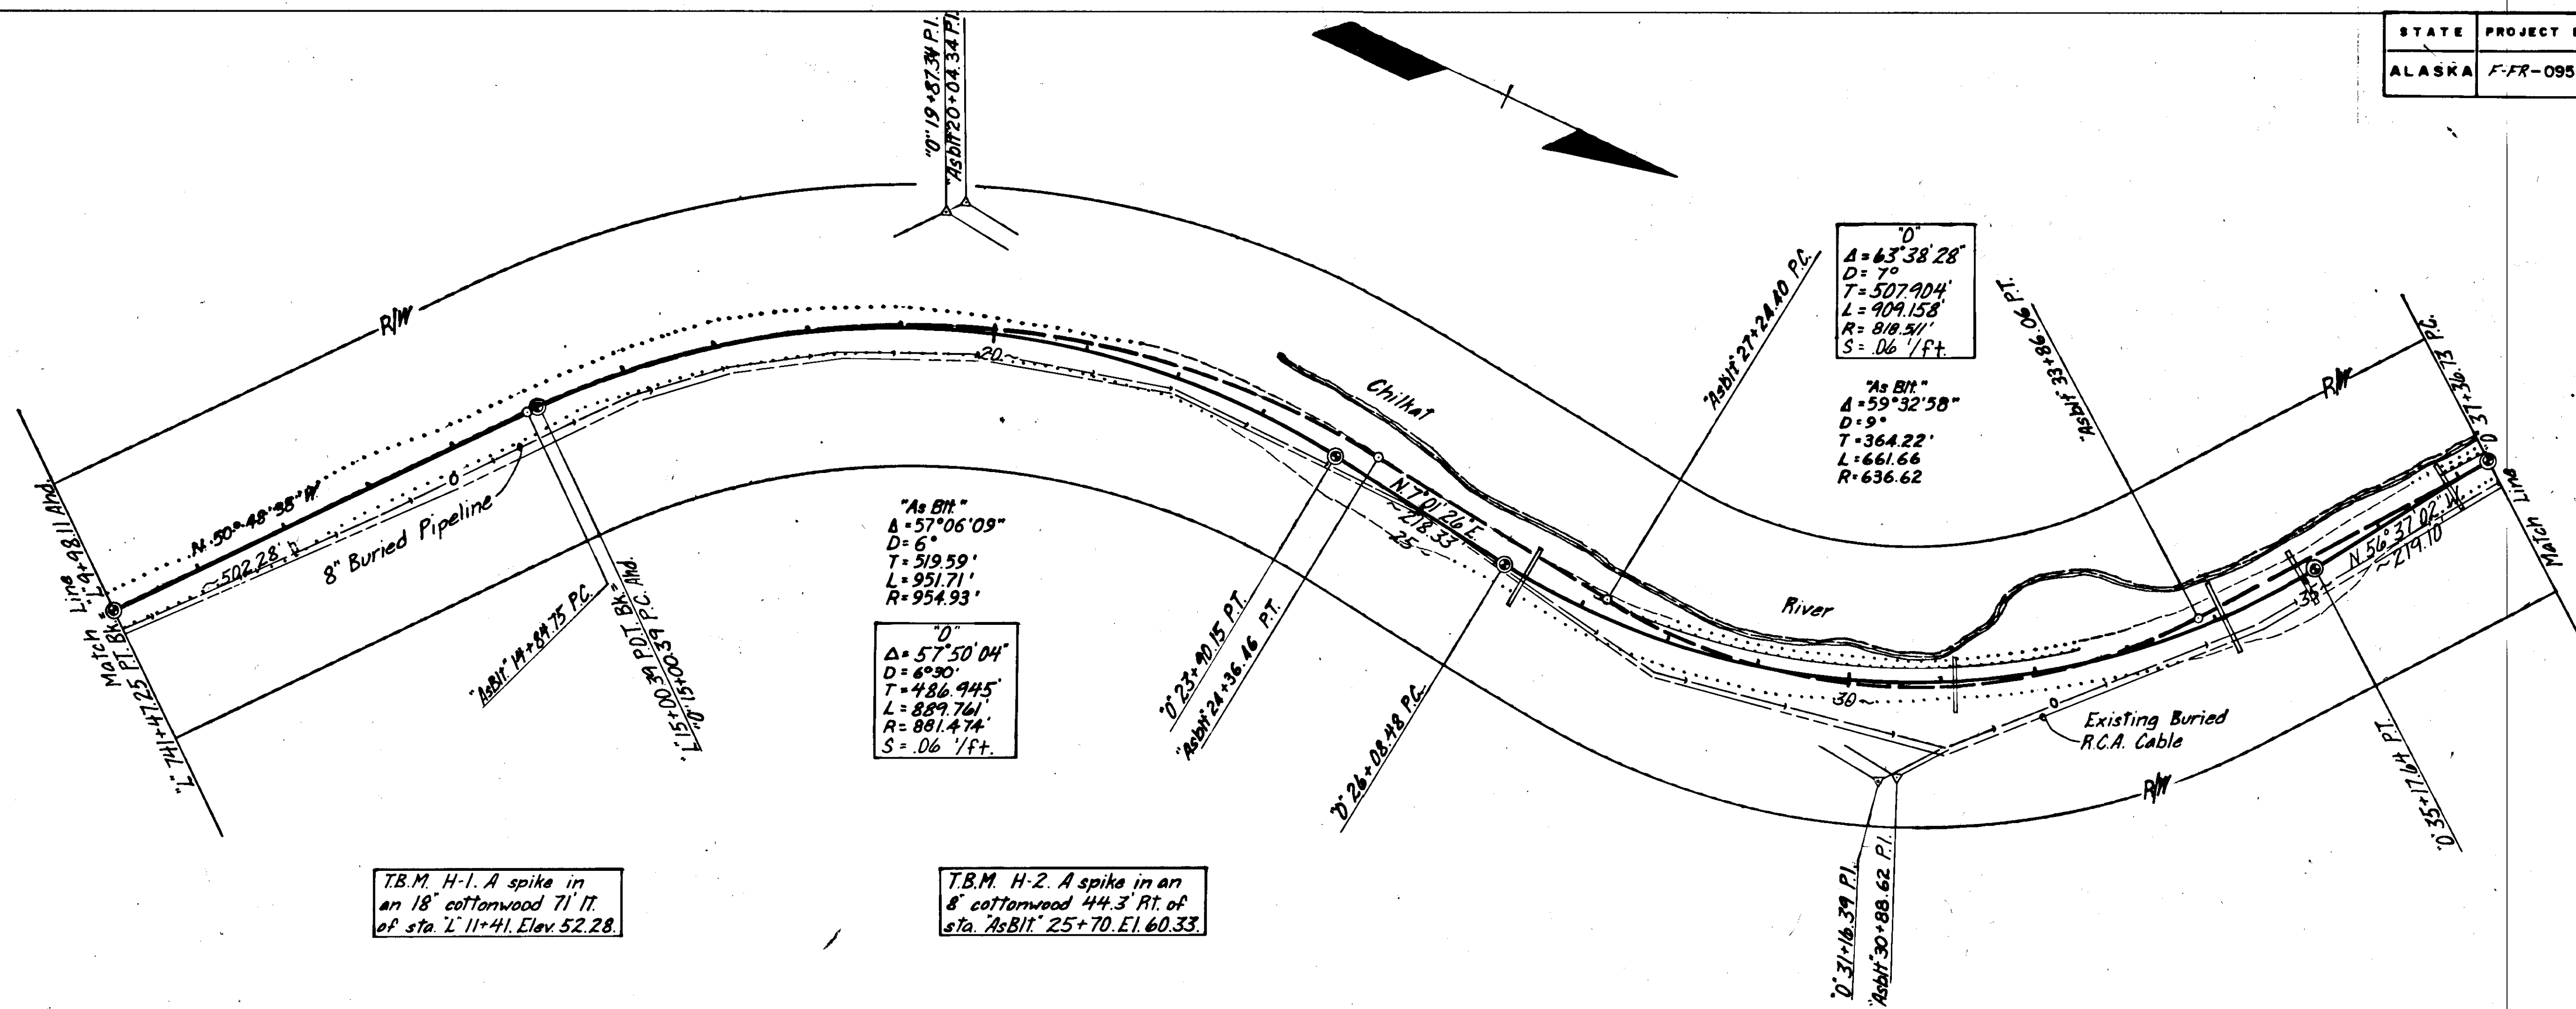 STATE
PROJECT
ALASKA
F-FR-095
"O" 19+87.34 P.I.
"Asblt" 20+04.34 P.I.
R/W
Match Line
"L" 9+98.11 Ahd.
"L" 741+47.25 P.T. Bk.
N. 50° 48' 38" W.
~502.28'
8" Buried Pipeline
"AsBlt." 14+84.75 P.C.
"L" 15+00.39 P.O.T. Bk =
"O" 15+00.39 P.C. Ahd.
20~
"As Blt."
Δ = 57° 06' 09"
D = 6°
T = 519.59'
L = 951.71'
R = 954.93'
"O"
Δ = 57° 50' 04"
D = 6°30'
T = 486.945'
L = 889.761'
R = 881.474'
S = .06 '/ft.
"O" 23+90.15 P.T.
"Asblt" 24+36.46 P.T.
N. 7° 01' 26" E.
~218.33'
25~
"O" 26+08.48 P.C.
Chilkat
River
"Asblt" 27+24.40 P.C.
"O"
Δ = 63° 38' 28"
D = 7°
T = 507.904'
L = 909.158'
R = 818.511'
S = .06 '/ft.
"As Blt."
Δ = 59° 32' 58"
D = 9°
T = 364.22'
L = 661.66
R = 636.62
"Asblt" 33+86.06 P.T.
"O" 37+36.73 P.C.
Match Line
R/W
N 56° 37' 02" W
~219.10
35~
30~
Existing Buried
R.C.A. Cable
R/W
"O" 35+17.64 P.T.
"O" 31+16.39 P.I.
"Asblt" 30+88.62 P.I.
T.B.M. H-1. A spike in
an 18" cottonwood 71' lt.
of sta. "L" 11+41. Elev. 52.28.
T.B.M. H-2. A spike in an
8" cottonwood 44.3' Rt. of
sta. "AsBlt." 25+70. El. 60.33.